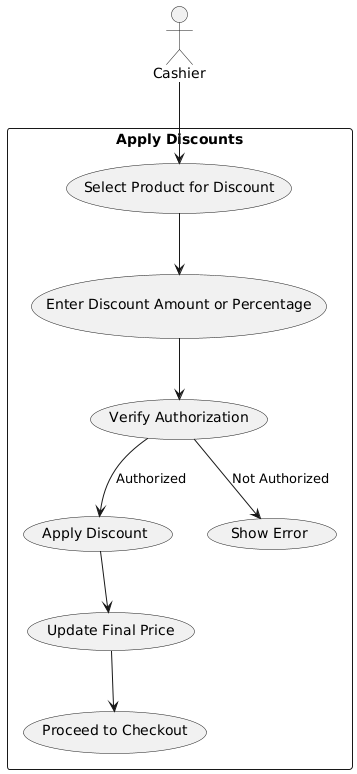 Cashier
Apply Discounts
Select Product for Discount
Enter Discount Amount or Percentage
Verify Authorization
Authorized
Not Authorized
Apply Discount
Show Error
Update Final Price
Proceed to Checkout